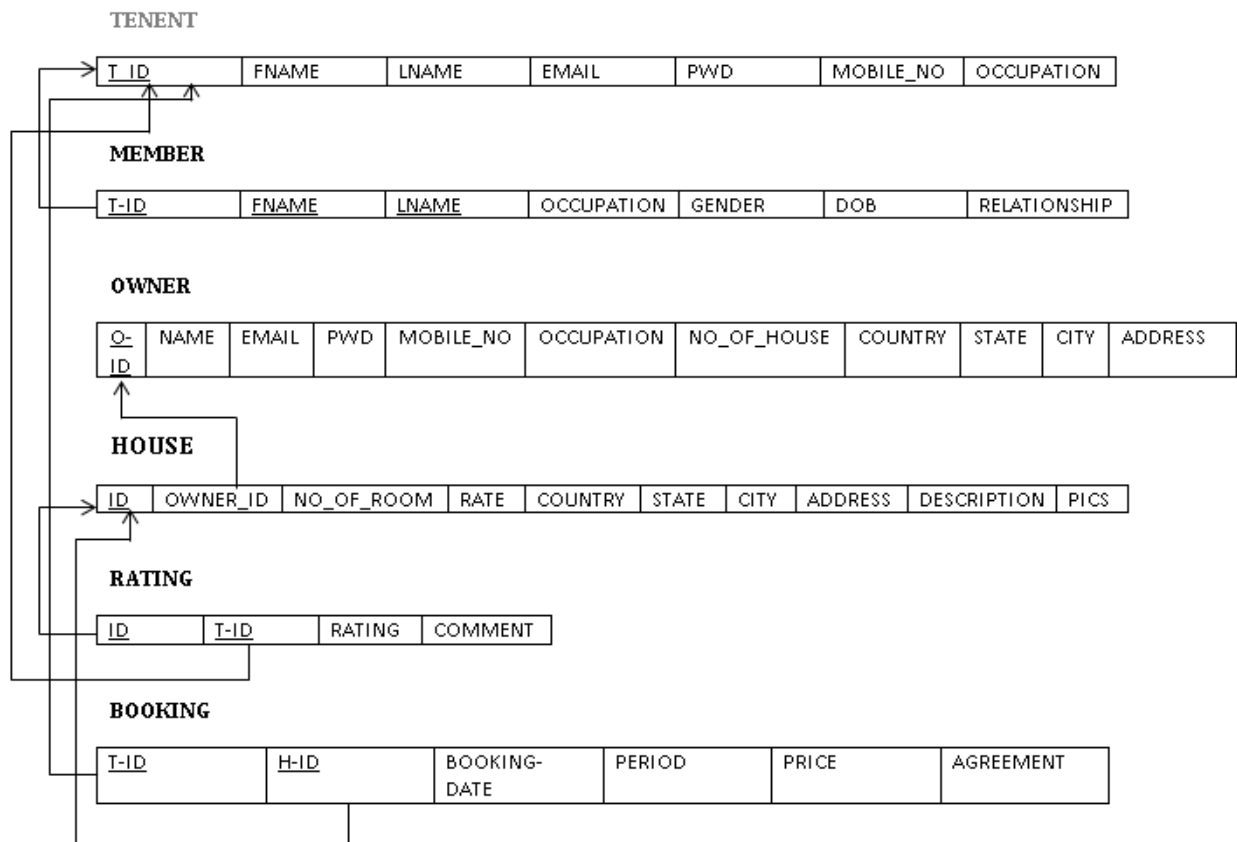 TENENT
T_ID FNAME LNAME EMAIL PWD MOBILE_NO OCCUPATION
MEMBER
T-ID FNAME LNAME OCCUPATION GENDER DOB RELATIONSHIP
OWNER
O- NAME EMAIL PWD MOBILE_NO OCCUPATION NO_OF_HOUSE COUNTRY STATE CITY ADDRESS
ID
HOUSE
ID OWNER_ID NO_OF_ROOM RATE COUNTRY STATE CITY ADDRESS DESCRIPTION PICS
RATING
ID T-ID RATING COMMENT
BOOKING
T-ID H-ID BOOKING- PERIOD PRICE AGREEMENT
DATE